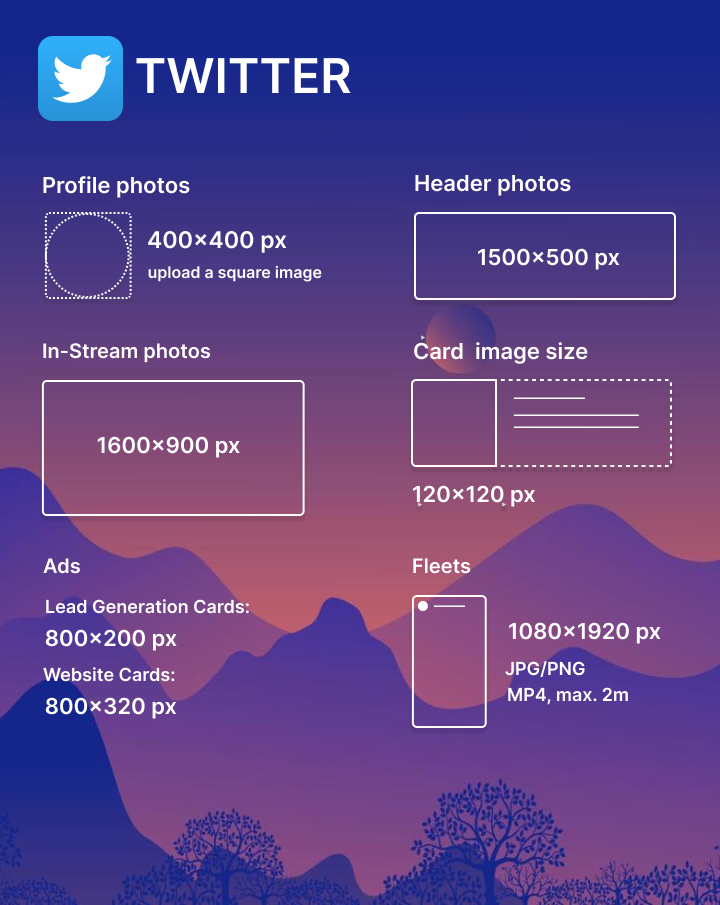 TWITTER
Profile photos
400×400 px
upload a square image
Header photos
1500×500 px
In-Stream photos
1600×900 px
Card image size
120×120 px
Ads
Lead Generation Cards:
800×200 px
Website Cards:
800×320 px
Fleets
1080×1920 px
JPG/PNG
MP4, max. 2m